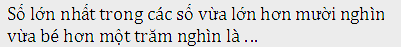 Số lớn nhất trong các số vừa lớn hơn mười nghìn
vừa bé hơn một trăm nghìn là ...